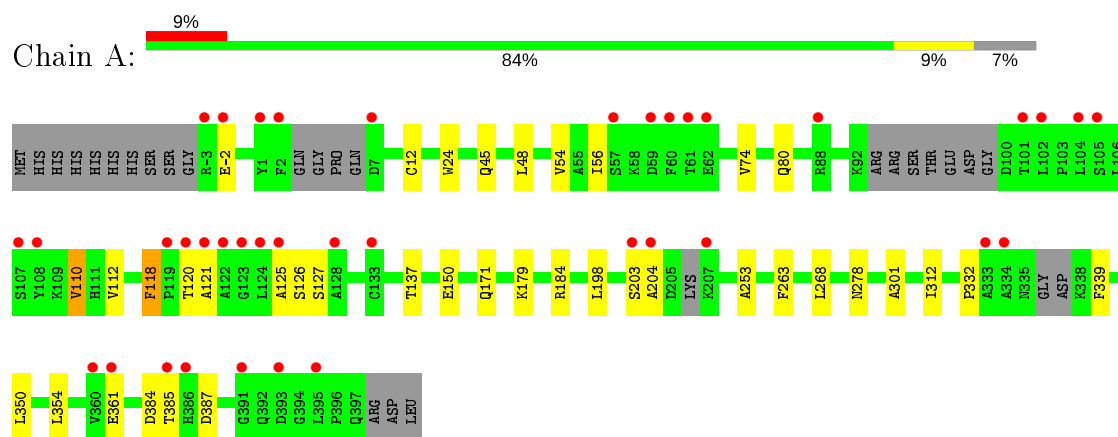 9%
Chain A:
84% 9% 7%
MET HIS HIS HIS HIS HIS HIS SER SER GLY R-3 E-2 Y1 F2 GLN GLY PRO GLN D7 C12 W24 Q45 L48 V54 A55 I56 S57 K58 D59 F60 T61 E62 V74 Q80 R88 K92 ARG ARG SER THR GLU ASP GLY D100 T101 L102 P103 L104 S105 L106
S107 Y108 K109 V110 H111 V112 F118 P119 T120 A121 A122 G123 L124 A125 S126 S127 A128 C133 T137 E150 Q171 K179 R184 L198 S203 A204 D205 LYS K207 A253 F263 L268 N278 A301 I312 P332 A333 A334 N335 GLY ASP K338 F339
L350 L354 V360 E361 D384 T385 H386 D387 G391 Q392 D393 G394 L395 P396 Q397 ARG ASP LEU